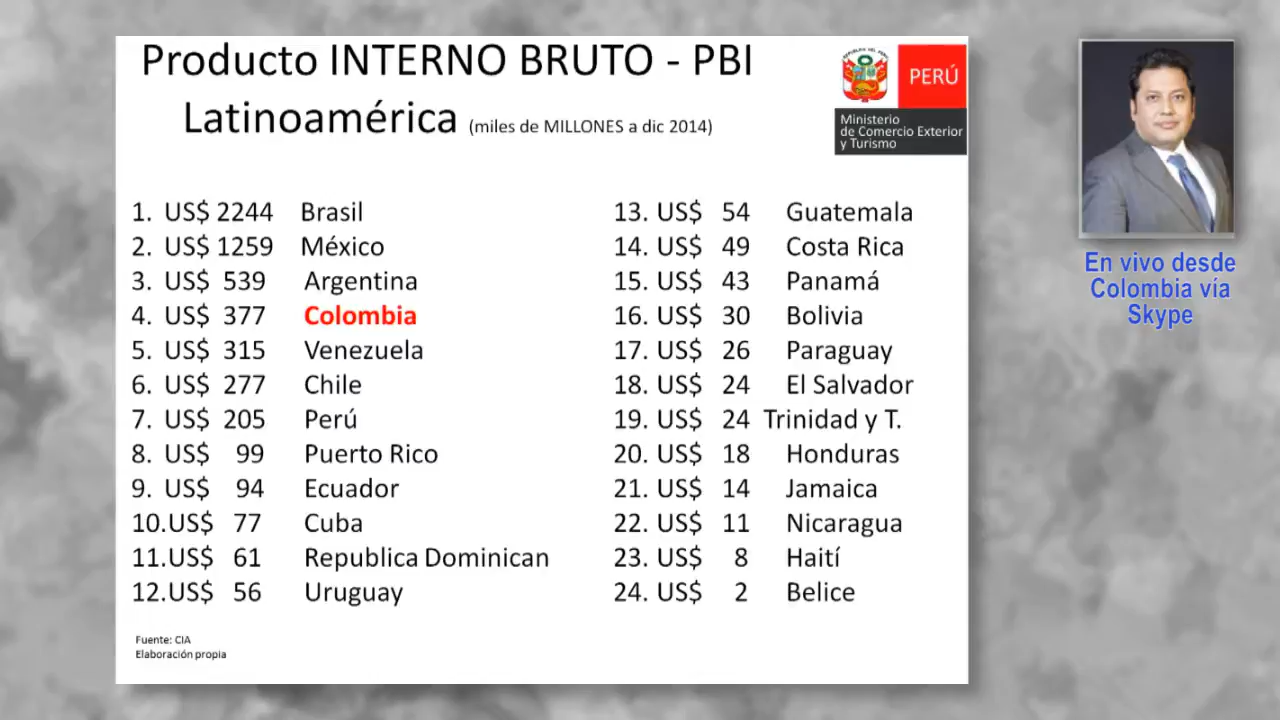 Producto INTERNO BRUTO - PBI
Latinoamérica (miles de MILLONES a dic 2014)
REPUBLICA DEL PERU
PERÚ
Ministerio
de Comercio Exterior
y Turismo
1. US$ 2244 Brasil
2. US$ 1259 México
3. US$ 539 Argentina
4. US$ 377 Colombia
5. US$ 315 Venezuela
6. US$ 277 Chile
7. US$ 205 Perú
8. US$ 99 Puerto Rico
9. US$ 94 Ecuador
10.US$ 77 Cuba
11.US$ 61 Republica Dominican
12.US$ 56 Uruguay
13. US$ 54 Guatemala
14. US$ 49 Costa Rica
15. US$ 43 Panamá
16. US$ 30 Bolivia
17. US$ 26 Paraguay
18. US$ 24 El Salvador
19. US$ 24 Trinidad y T.
20. US$ 18 Honduras
21. US$ 14 Jamaica
22. US$ 11 Nicaragua
23. US$ 8 Haití
24. US$ 2 Belice
Fuente: CIA
Elaboración propia
En vivo desde
Colombia vía
Skype